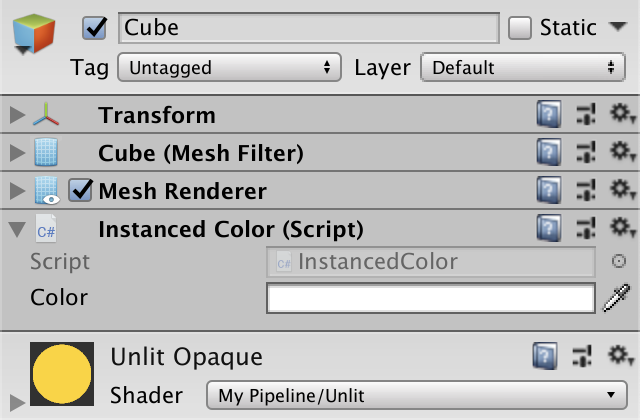 Cube
Static
Tag Untagged Layer Default
Transform
Cube (Mesh Filter)
Mesh Renderer
C# Instanced Color (Script)
Script C# InstancedColor
Color
Unlit Opaque
Shader My Pipeline/Unlit